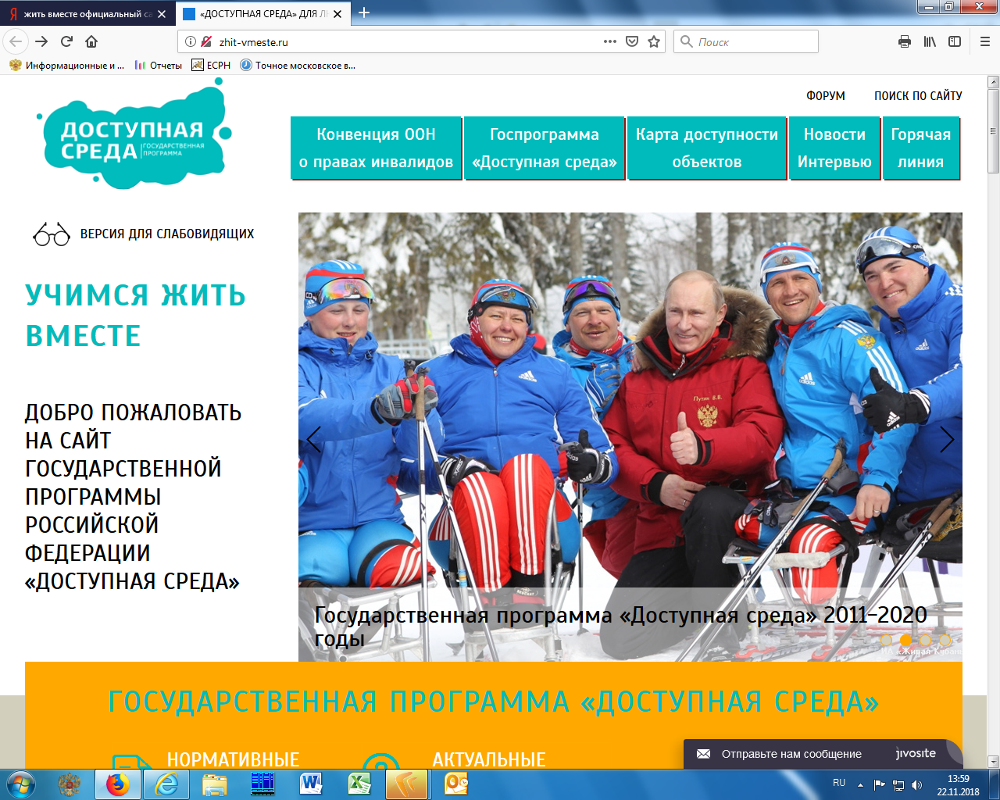 жить вместе официальный са
«ДОСТУПНАЯ СРЕДА» ДЛЯ Л
zhit-vmeste.ru
Поиск
Информационные и ...
Отчеты
ЕСРН
Точное московское в...
ФОРУМ
ПОИСК ПО САЙТУ
ДОСТУПНАЯ
СРЕДА
ГОСУДАРСТВЕННАЯ
ПРОГРАММА
Конвенция ООН
о правах инвалидов
Госпрограмма
«Доступная среда»
Карта доступности
объектов
Новости
Интервью
Горячая
линия
ВЕРСИЯ ДЛЯ СЛАБОВИДЯЩИХ
УЧИМСЯ ЖИТЬ
ВМЕСТЕ
ДОБРО ПОЖАЛОВАТЬ
НА САЙТ
ГОСУДАРСТВЕННОЙ
ПРОГРАММЫ
РОССИЙСКОЙ
ФЕДЕРАЦИИ
«ДОСТУПНАЯ СРЕДА»
Путин В.В.
adidas
adidas
adidas
Государственная программа «Доступная среда» 2011-2020
годы
ИА «Живая Кубань
ГОСУДАРСТВЕННАЯ ПРОГРАММА «ДОСТУПНАЯ СРЕДА»
НОРМАТИВНЫЕ
АКТУАЛЬНЫЕ
Отправьте нам сообщение
jivosite
RU
13:59
22.11.2018